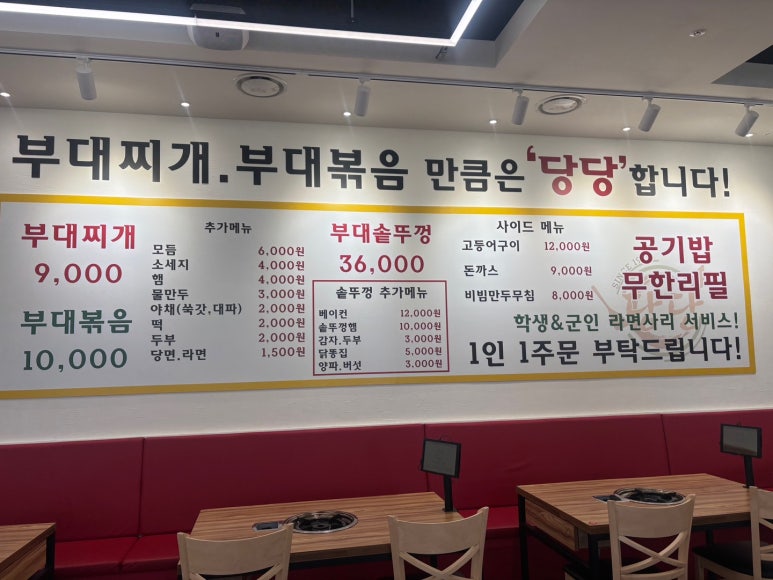 부대찌개.부대볶음 만큼은 '당당' 합니다!
부대찌개
9,000
부대볶음
10,000
추가메뉴
모듬 6,000원
소세지 4,000원
햄 4,000원
물만두 3,000원
야채(쑥갓,대파) 2,000원
떡 2,000원
두부 2,000원
당면.라면 1,500원
부대솥뚜껑
36,000
솥뚜껑 추가메뉴
베이컨 12,000원
솥뚜껑햄 10,000원
감자.두부 3,000원
닭똥집 5,000원
양파.버섯 3,000원
사이드 메뉴
고등어구이 12,000원
돈까스 9,000원
비빔만두무침 8,000원
공기밥
무한리필
학생&군인 라면사리 서비스!
1인 1주문 부탁드립니다!